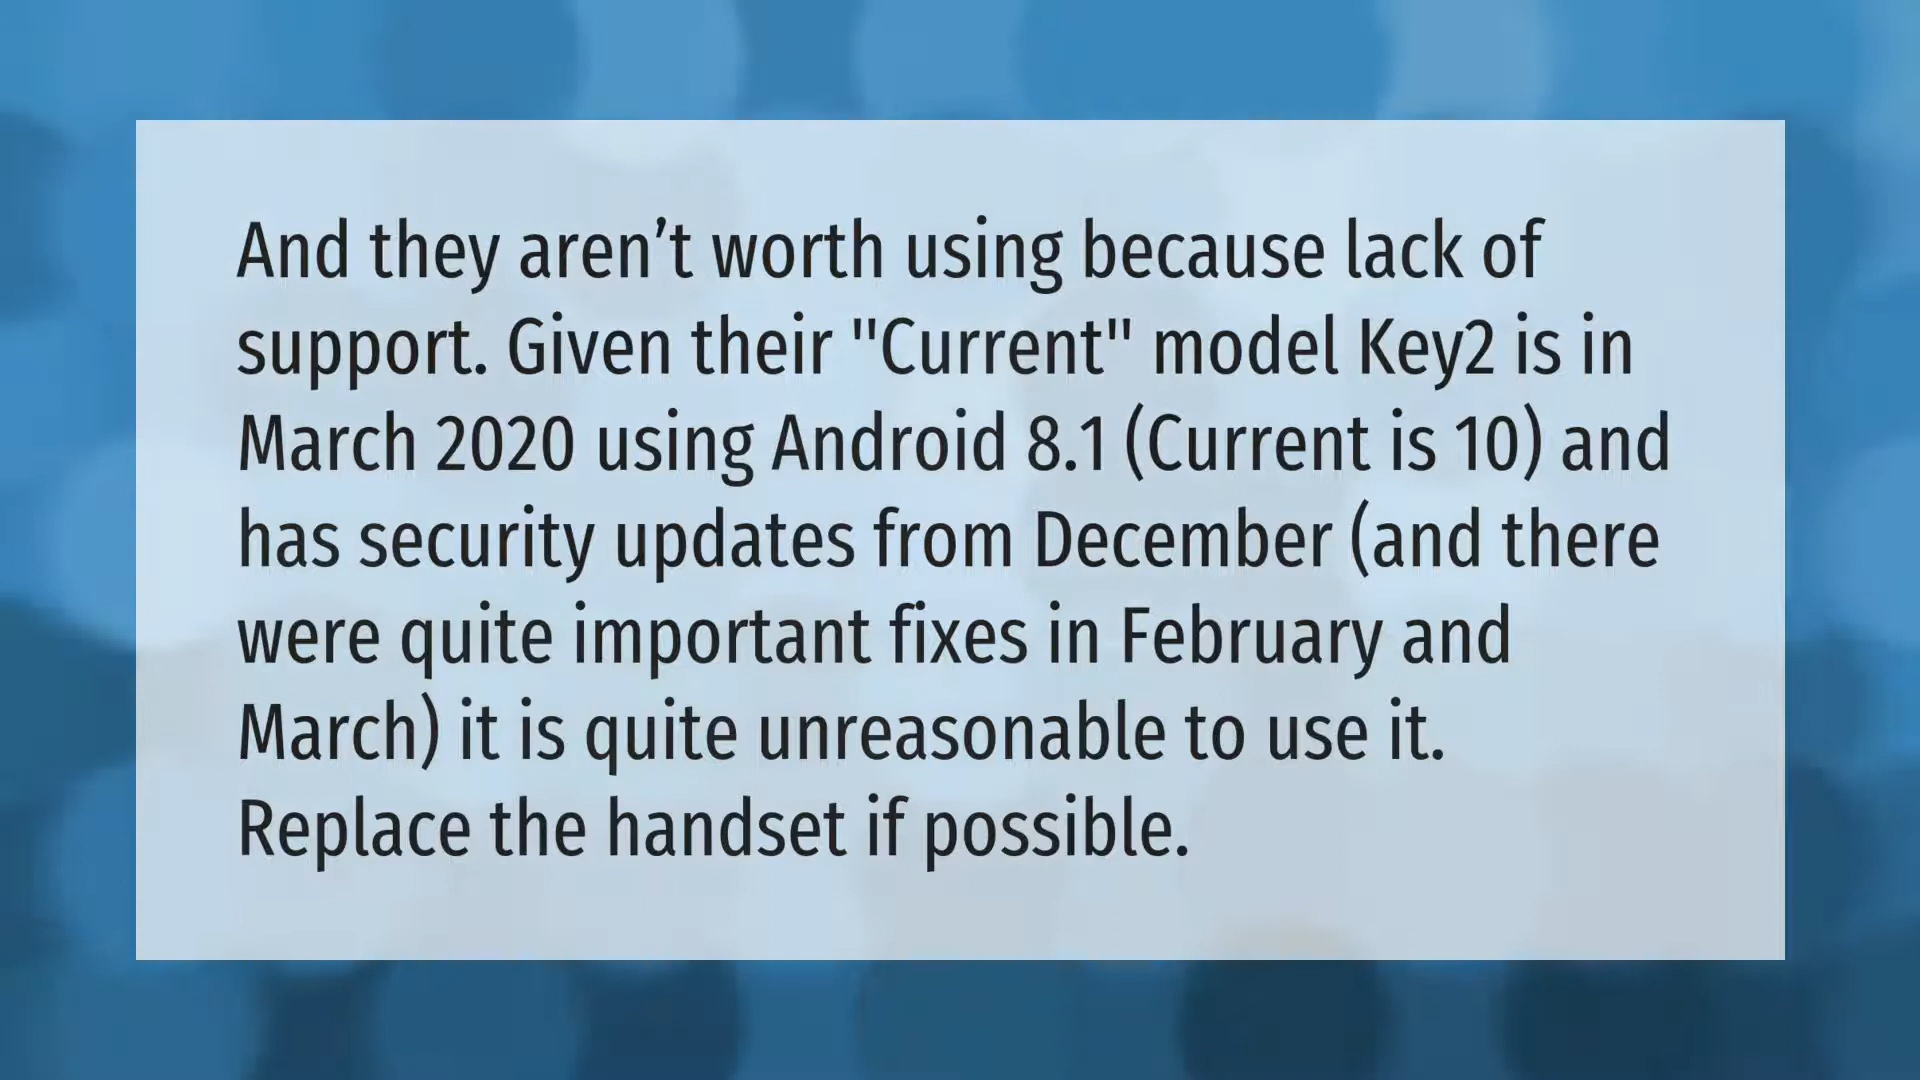 And they aren’t worth using because lack of
support. Given their "Current" model Key2 is in
March 2020 using Android 8.1 (Current is 10) and
has security updates from December (and there
were quite important fixes in February and
March) it is quite unreasonable to use it.
Replace the handset if possible.